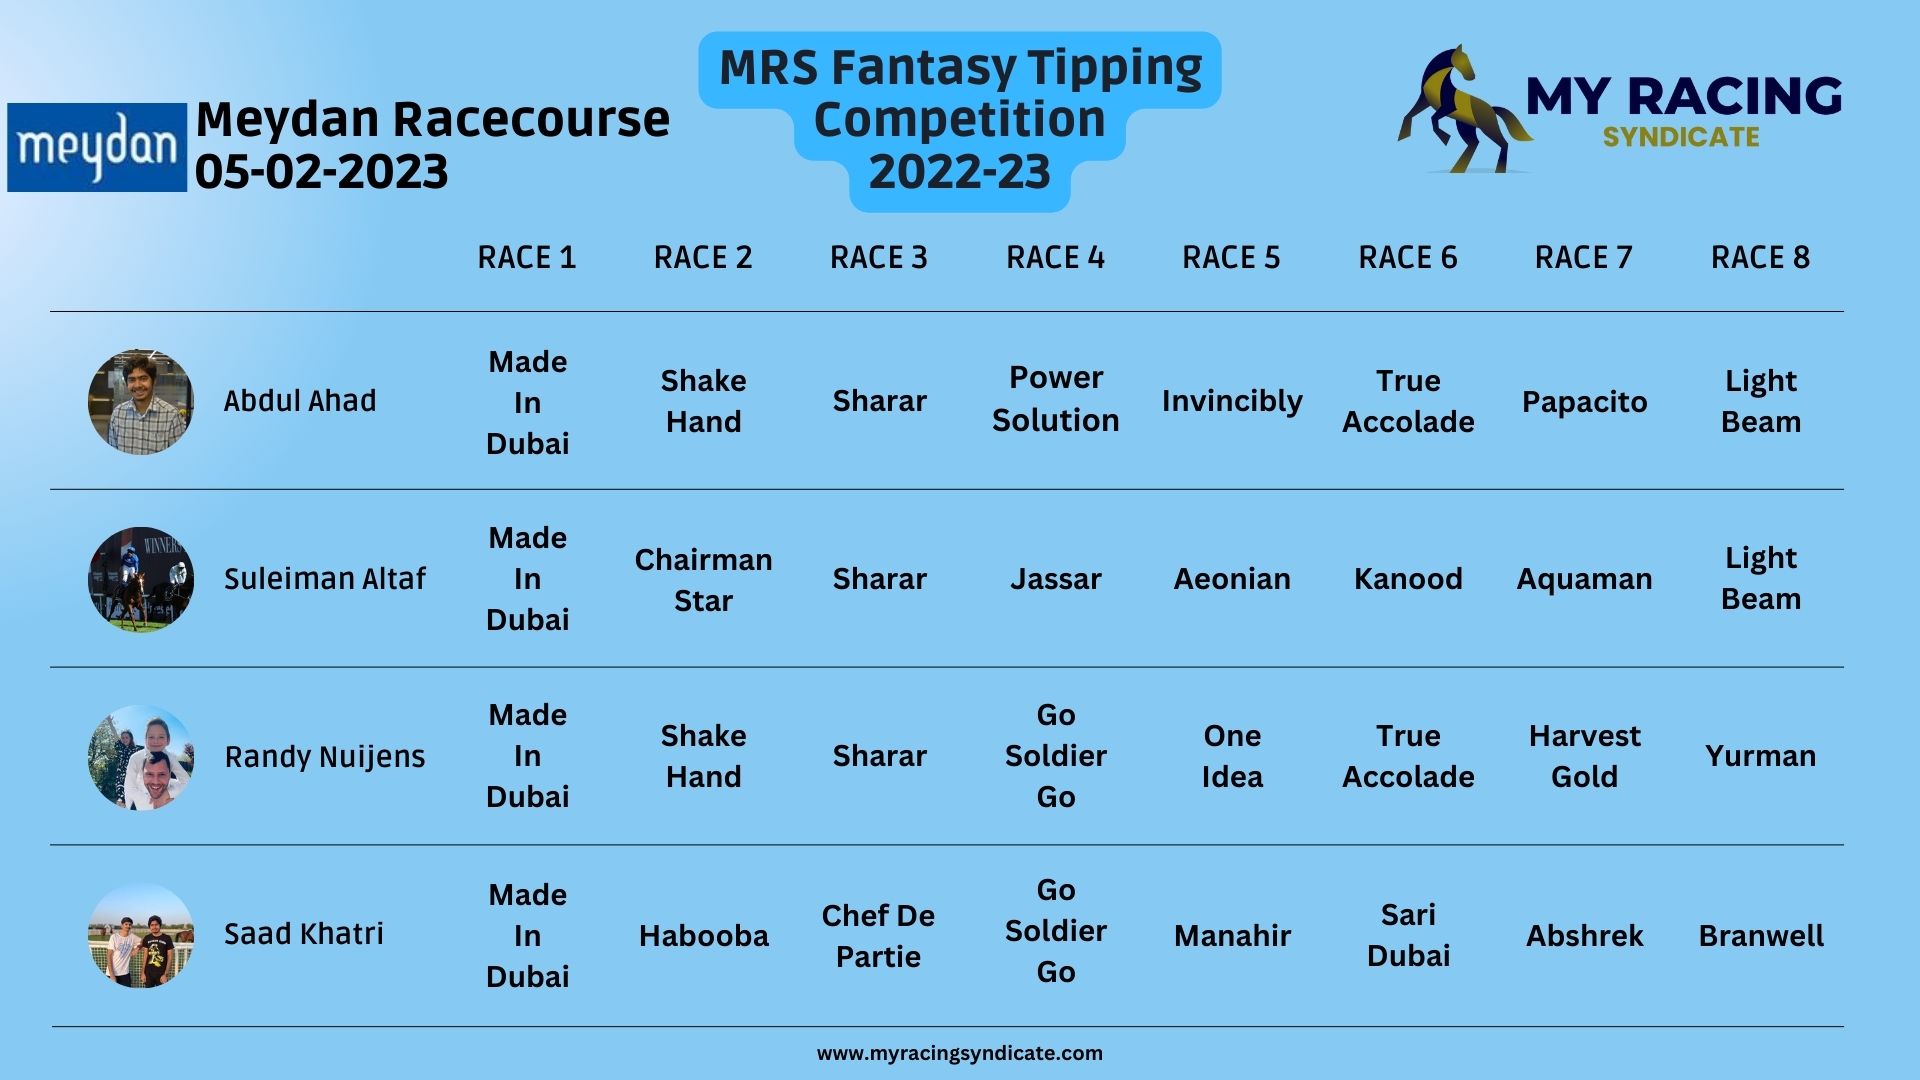 MRS Fantasy Tipping
Competition
2022-23
meydan
Meydan Racecourse
05-02-2023
MY RACING
SYNDICATE
RACE 1 RACE 2 RACE 3 RACE 4 RACE 5 RACE 6 RACE 7 RACE 8
Abdul Ahad
Made
In
Dubai
Shake
Hand
Sharar
Power
Solution
Invincibly
True
Accolade
Papacito
Light
Beam
WINNERS
Suleiman Altaf
Made
In
Dubai
Chairman
Star
Sharar
Jassar
Aeonian
Kanood
Aquaman
Light
Beam
Randy Nuijens
Made
In
Dubai
Shake
Hand
Sharar
Go
Soldier
Go
One
Idea
True
Accolade
Harvest
Gold
Yurman
Saad Khatri
Made
In
Dubai
Habooba
Chef De
Partie
Go
Soldier
Go
Manahir
Sari
Dubai
Abshrek
Branwell
www.myracingsyndicate.com